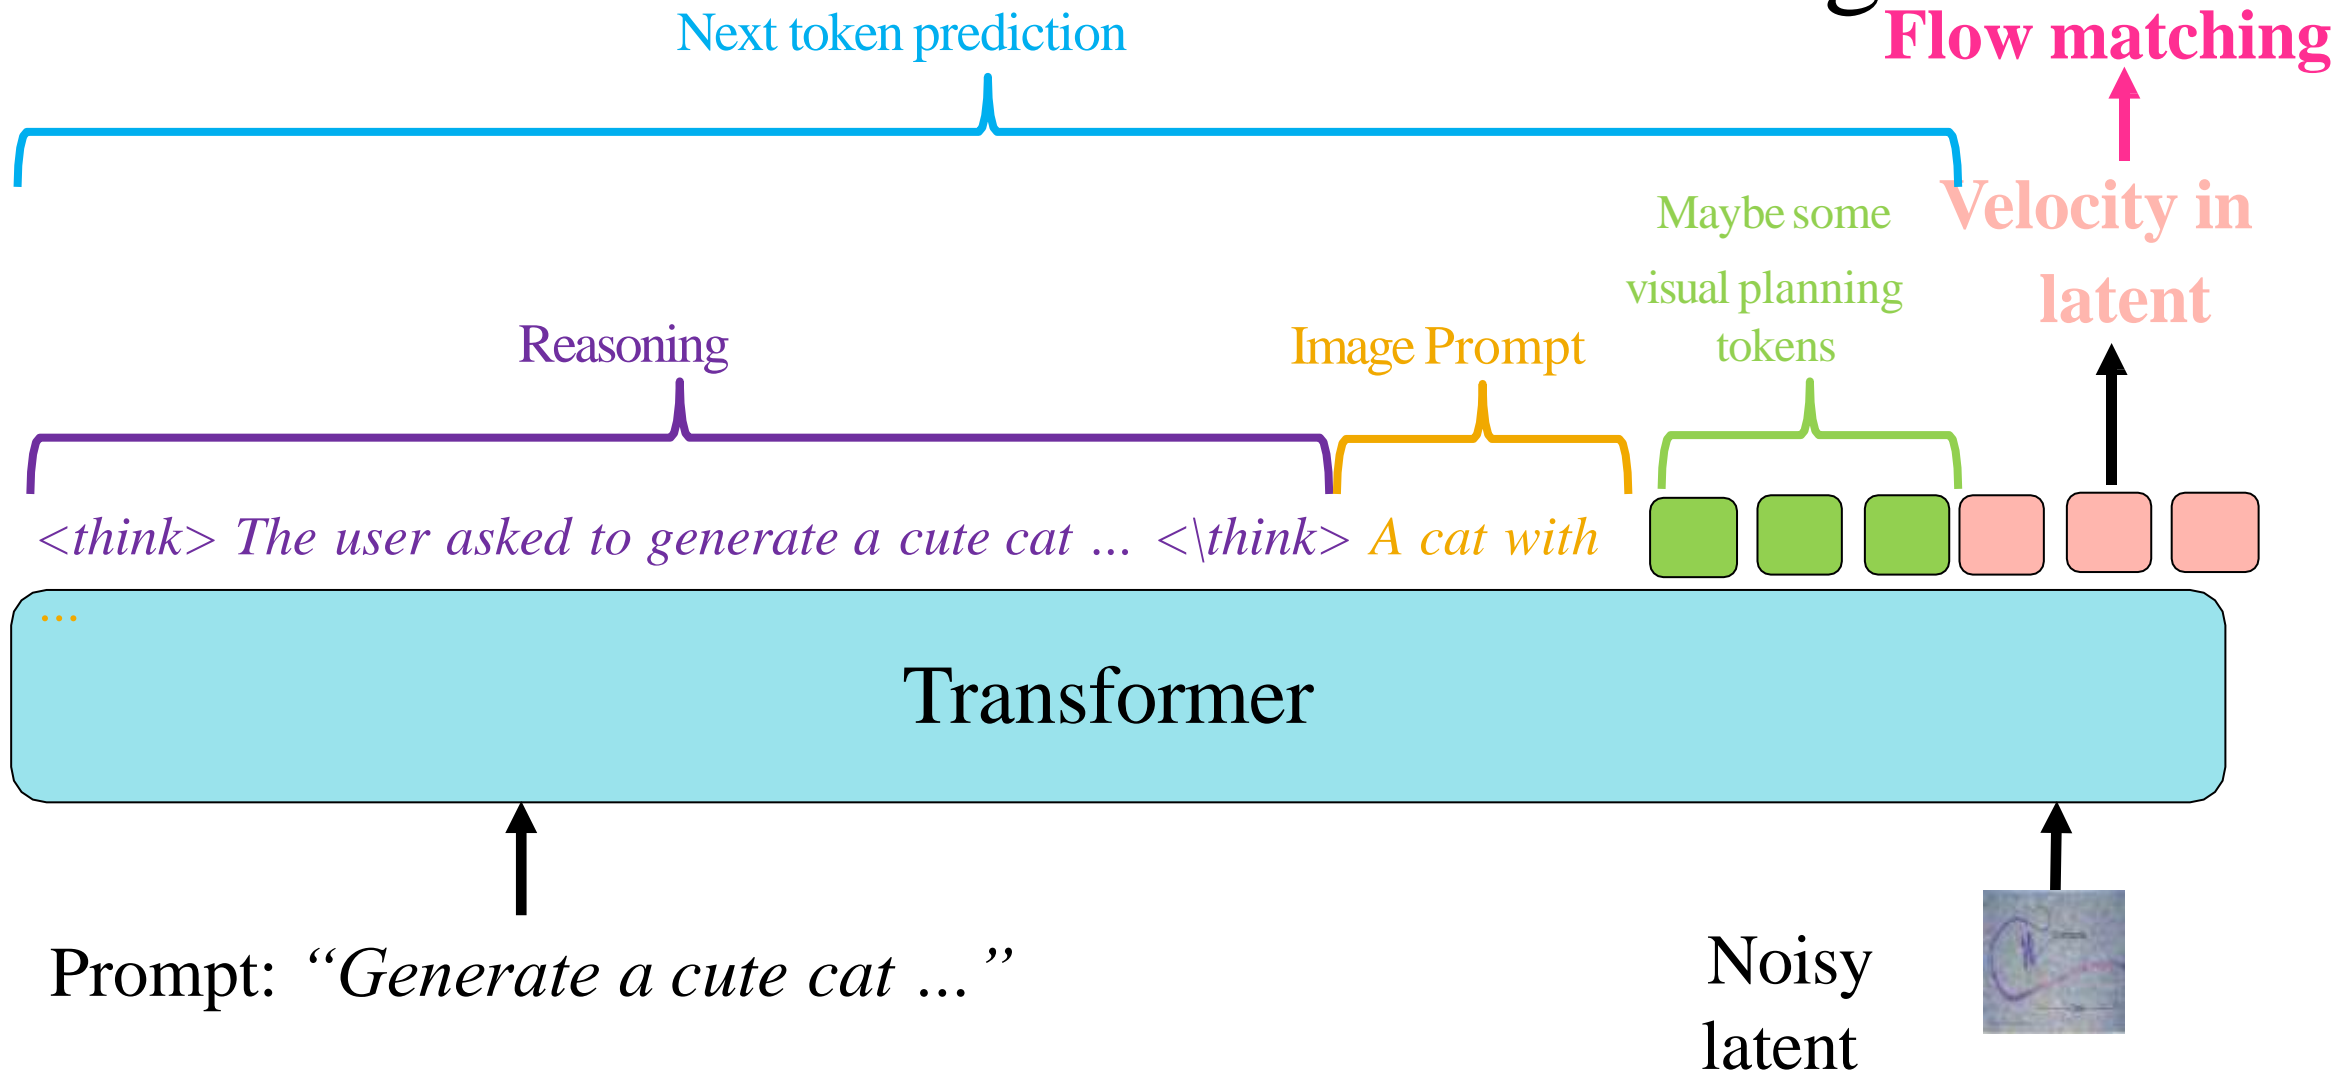 Next token prediction
Flow matching
Maybe some
visual planning
tokens
Velocity in
latent
Reasoning
Image Prompt
<think> The user asked to generate a cute cat ... <\think> A cat with
...
Transformer
Prompt: “Generate a cute cat ...”
Noisy
latent